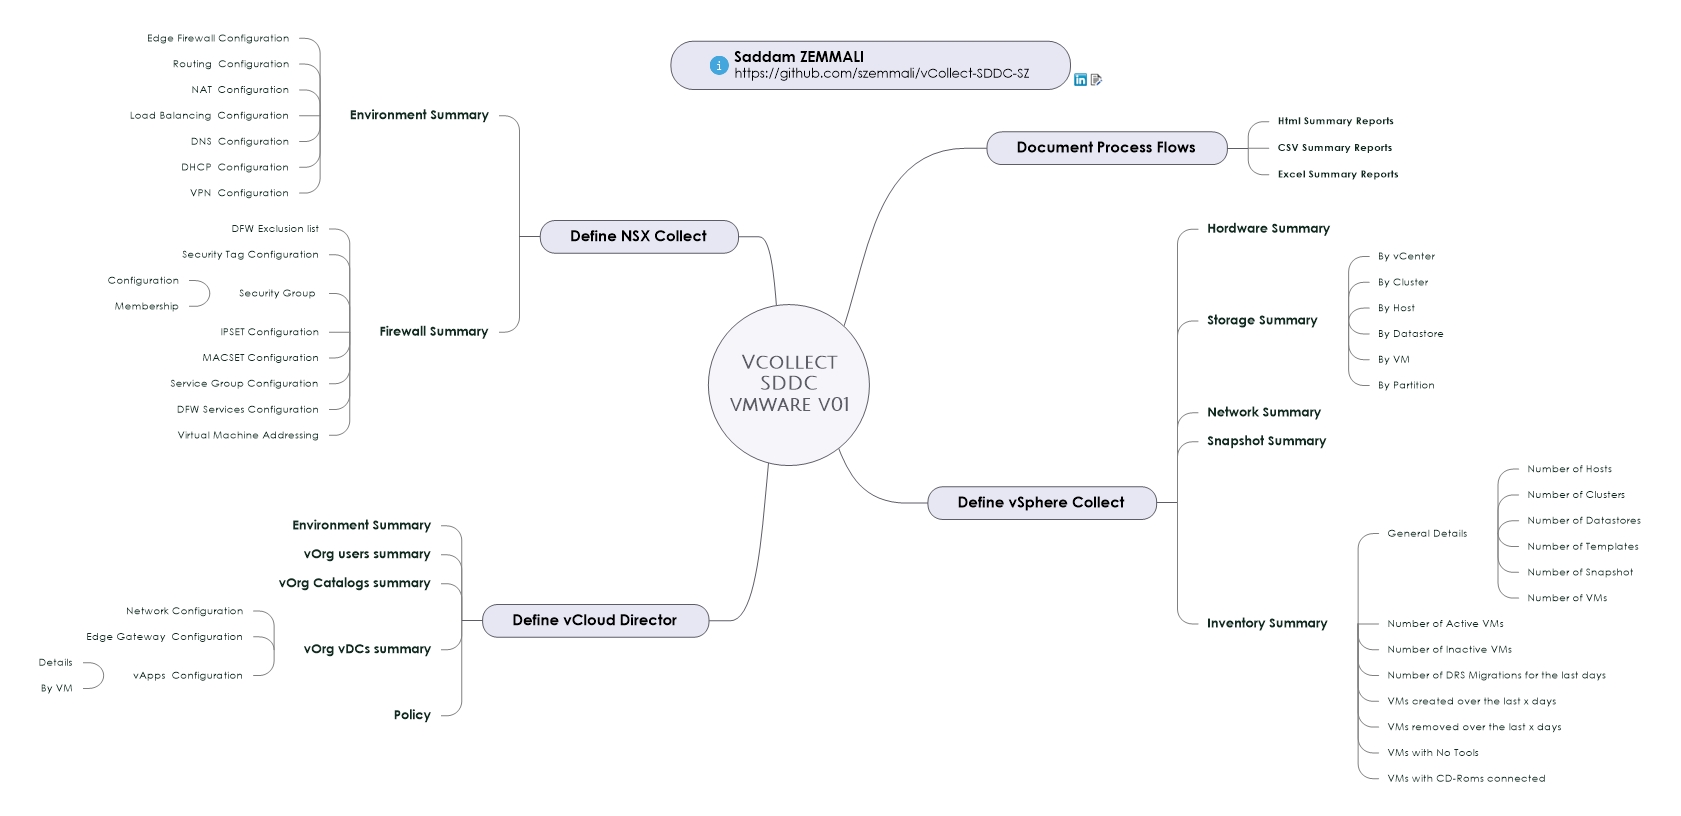 Saddam ZEMMALI
https://github.com/szemmali/vCollect-SDDC-SZ
in
VCOLLECT
SDDC
VMWARE V01
Document Process Flows
Html Summary Reports
CSV Summary Reports
Excel Summary Reports
Define vSphere Collect
Hardware Summary
Storage Summary
By vCenter
By Cluster
By Host
By Datastore
By VM
By Partition
Network Summary
Snapshot Summary
Inventory Summary
General Details
Number of Hosts
Number of Clusters
Number of Datastores
Number of Templates
Number of Snapshot
Number of VMs
Number of Active VMs
Number of Inactive VMs
Number of DRS Migrations for the last days
VMs created over the last x days
VMs removed over the last x days
VMs with No Tools
VMs with CD-Roms connected
Define NSX Collect
Environment Summary
Edge Firewall Configuration
Routing Configuration
NAT Configuration
Load Balancing Configuration
DNS Configuration
DHCP Configuration
VPN Configuration
Firewall Summary
DFW Exclusion list
Security Tag Configuration
Security Group
Configuration
Membership
IPSET Configuration
MACSET Configuration
Service Group Configuration
DFW Services Configuration
Virtual Machine Addressing
Define vCloud Director
Environment Summary
vOrg users summary
vOrg Catalogs summary
vOrg vDCs summary
Network Configuration
Edge Gateway Configuration
vApps Configuration
Details
By VM
Policy